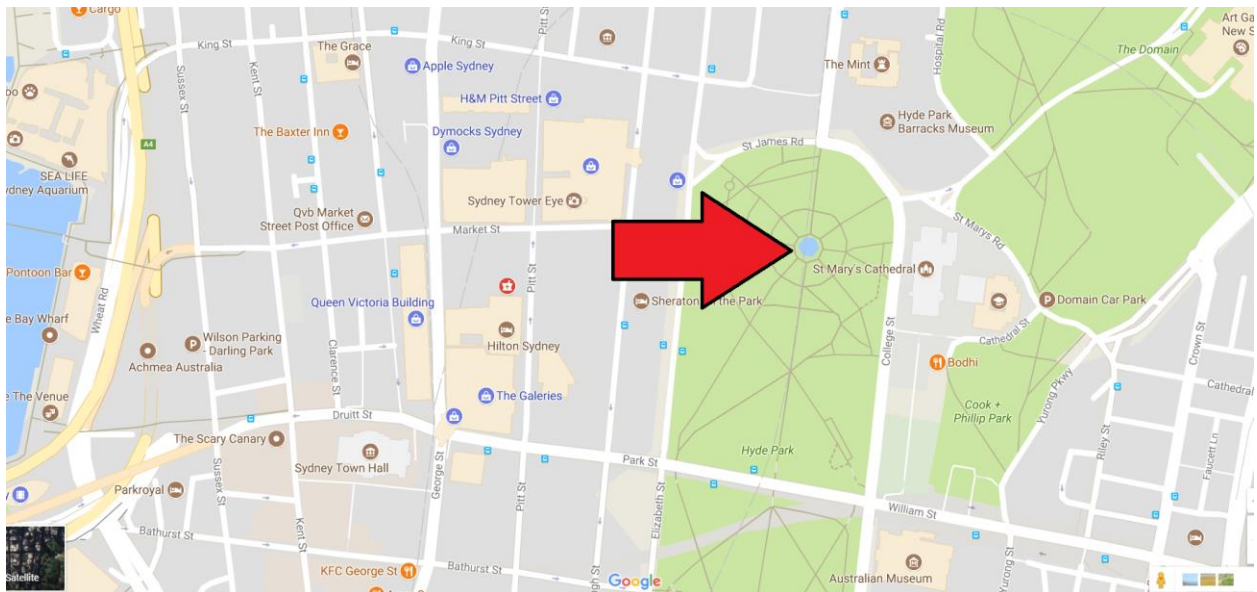 Cargo
King St
The Grace
King St
Pitt St
Hospital Rd
Art Ga
New S
The Domain
Apple Sydney
The Mint
Sussex St
Kent St
H&M Pitt Street
The Baxter Inn
Dymocks Sydney
Hyde Park
Barracks Museum
A4
St James Rd
SEA LIFE
ydney Aquarium
Sydney Tower Eye
Qvb Market
Street Post Office
Market St
St Marys Rd
Pontoon Bar
St Mary's Cathedral
Pitt St
Wheat Rd
Queen Victoria Building
Sheraton
the Park
Domain Car Park
e Bay Wharf
Wilson Parking
- Darling Park
Achmea Australia
Clarence St
Hilton Sydney
College St
Cathedral St
Crown St
Bodhi
Cathedral
e The Venue
The Galeries
Yurong Pkwy
Cook +
Phillip Park
Druitt St
Riley St
Faucett Ln
The Scary Canary
Sydney Town Hall
George St
Park St
Hyde Park
Parkroyal
Sussex St
Pitt St
Elizabeth St
William St
Kent St
Bathurst St
Satellite
KFC George St
Bathurst St
Google
Australian Museum
Yurong St